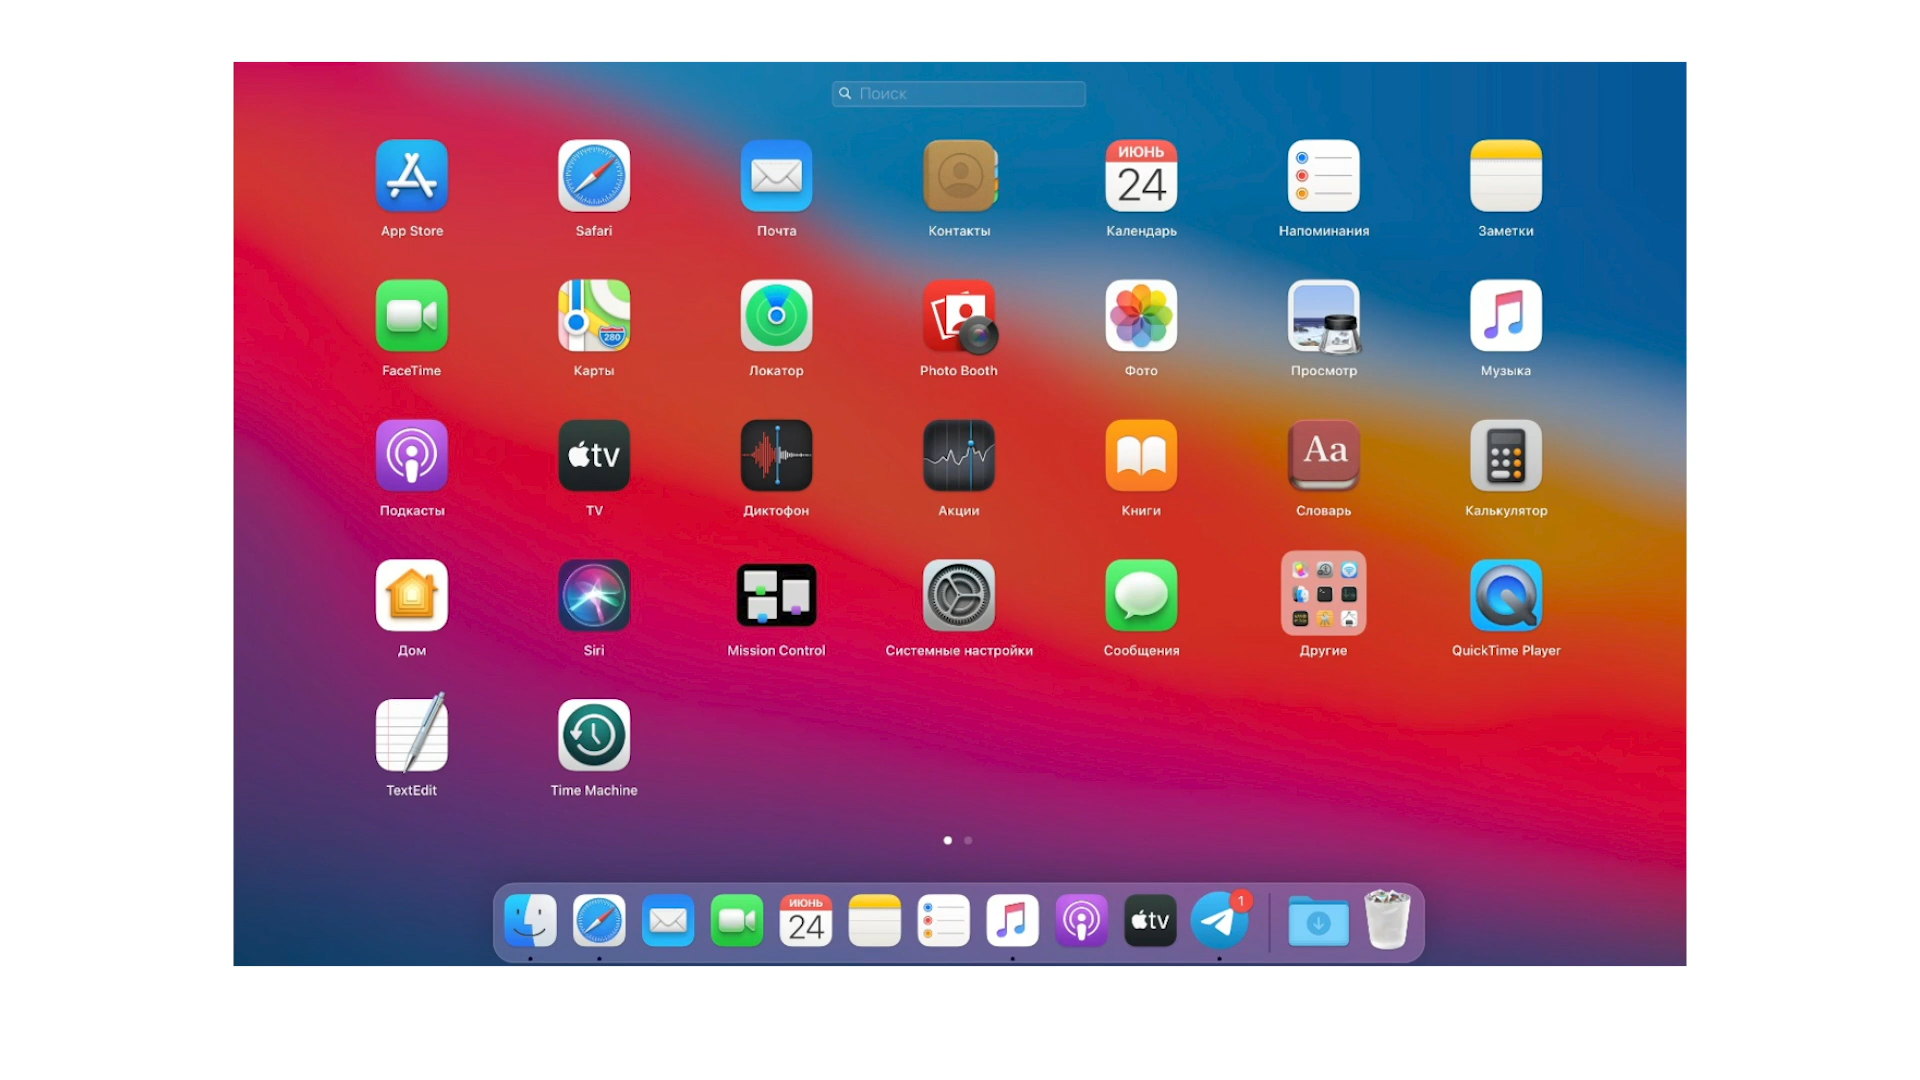 Поиск
ИЮНЬ
24
App Store
Safari
Почта
Контакты
Календарь
Напоминания
Заметки
280
FaceTime
Карты
Локатор
Photo Booth
Фото
Просмотр
Музыка
tv
Aa
Подкасты
TV
Диктофон
Акции
Книги
Словарь
Калькулятор
Дом
Siri
Mission Control
Системные настройки
Сообщения
Другие
QuickTime Player
TextEdit
Time Machine
ИЮНЬ
24
tv
1